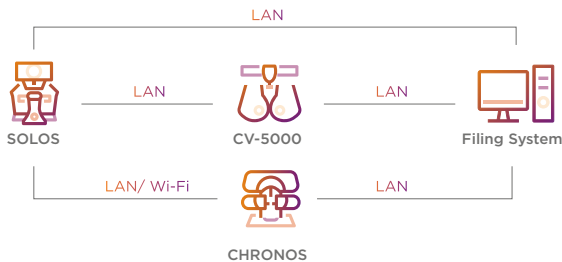 LAN
LAN
LAN
SOLOS
CV-5000
Filing System
LAN/ Wi-Fi
LAN
CHRONOS